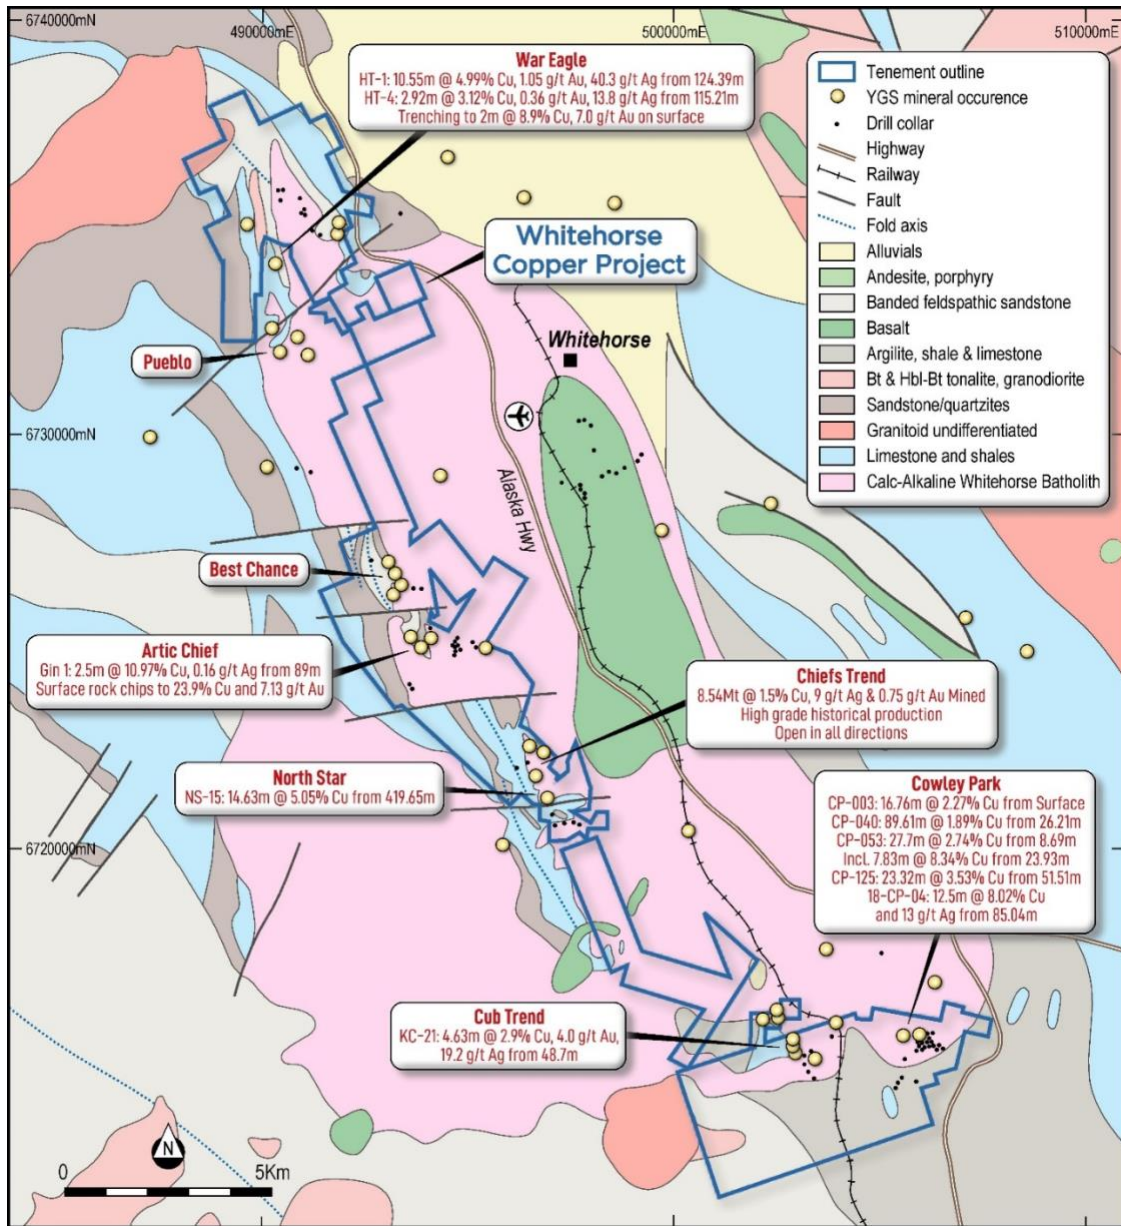 6740000mN
490000mE
500000mE
510000mE
War Eagle
HT-1: 10.55m @ 4.99% Cu, 1.05 g/t Au, 40.3 g/t Ag from 124.39m
HT-4: 2.92m @ 3.12% Cu, 0.36 g/t Au, 13.8 g/t Ag from 115.21m
Trenching to 2m @ 8.9% Cu, 7.0 g/t Au on surface
Tenement outline
YGS mineral occurence
Drill collar
Highway
Railway
Fault
Fold axis
Alluvials
Andesite, porphyry
Banded feldspathic sandstone
Basalt
Argilite, shale & limestone
Bt & Hbl-Bt tonalite, granodiorite
Sandstone/quartzites
Granitoid undifferentiated
Limestone and shales
Calc-Alkaline Whitehorse Batholith
Whitehorse
Copper Project
Whitehorse
Pueblo
6730000mN
Alaska Hwy
Best Chance
Artic Chief
Gin 1: 2.5m @ 10.97% Cu, 0.16 g/t Ag from 89m
Surface rock chips to 23.9% Cu and 7.13 g/t Au
Chiefs Trend
8.54Mt @ 1.5% Cu, 9 g/t Ag & 0.75 g/t Au Mined
High grade historical production
Open in all directions
North Star
NS-15: 14.63m @ 5.05% Cu from 419.65m
Cowley Park
CP-003: 16.76m @ 2.27% Cu from Surface
CP-040: 89.61m @ 1.89% Cu from 26.21m
CP-053: 27.7m @ 2.74% Cu from 8.69m
Incl. 7.83m @ 8.34% Cu from 23.93m
CP-125: 23.32m @ 3.53% Cu from 51.51m
18-CP-04: 12.5m @ 8.02% Cu
and 13 g/t Ag from 85.04m
6720000mN
Cub Trend
KC-21: 4.63m @ 2.9% Cu, 4.0 g/t Au,
19.2 g/t Ag from 48.7m
N
0
5Km